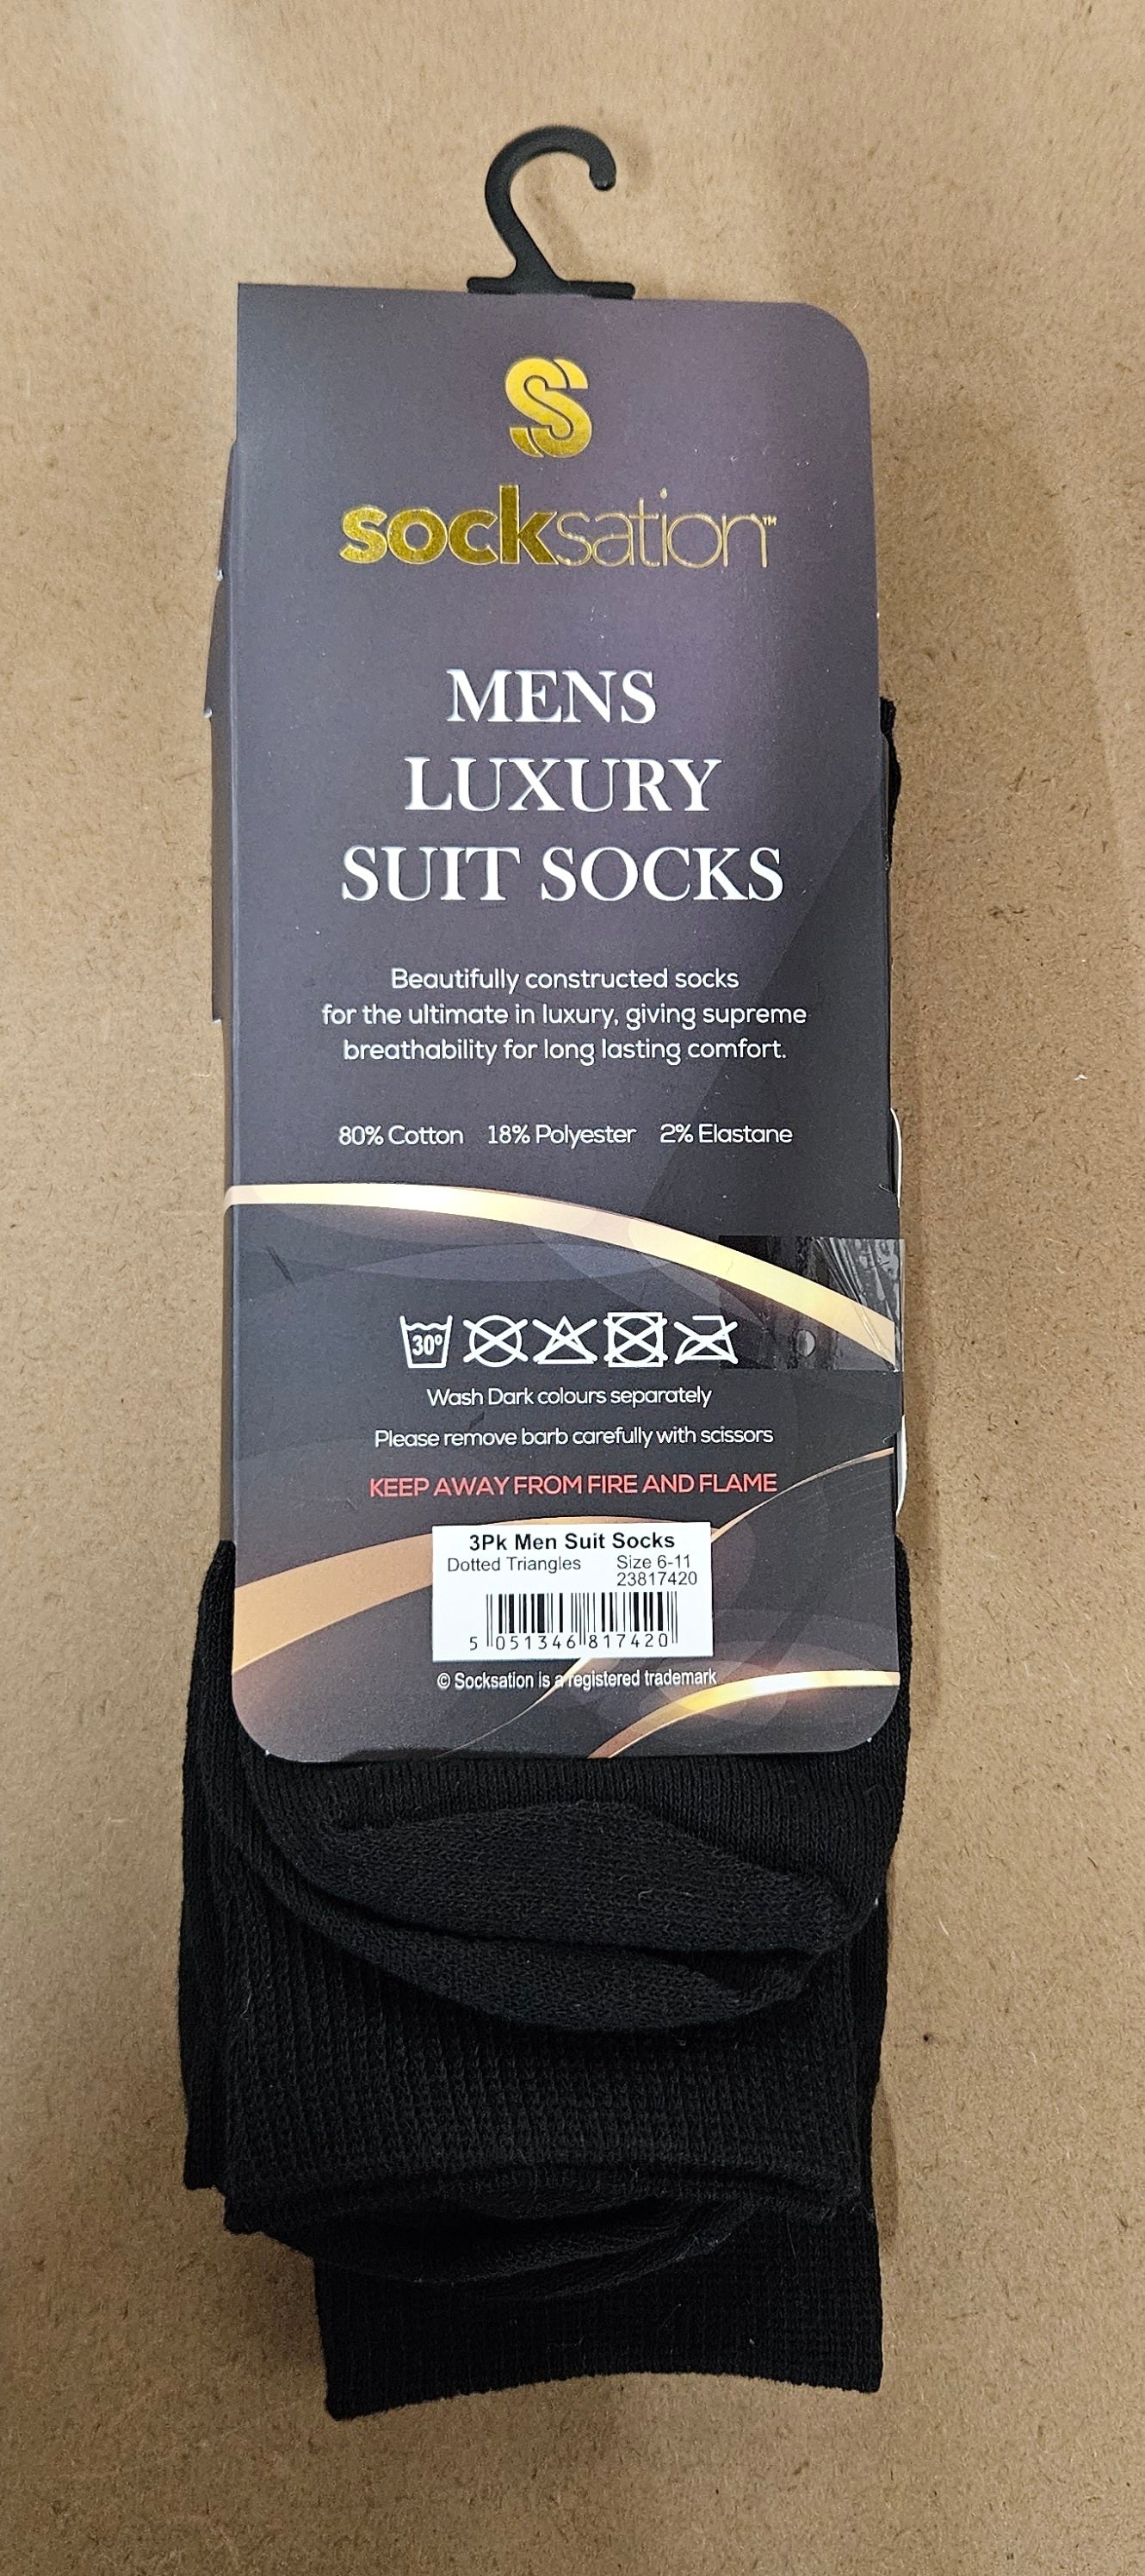 S
socksation™
MENS
LUXURY
SUIT SOCKS
Beautifully constructed socks
for the ultimate in luxury, giving supreme
breathability for long lasting comfort.
80% Cotton 18% Polyester 2% Elastane
30°
Wash Dark colours separately
Please remove barb carefully with scissors
KEEP AWAY FROM FIRE AND FLAME
3Pk Men Suit Socks
Dotted Triangles Size 6-11
23817420
5 051346 817420
© Socksation is a registered trademark